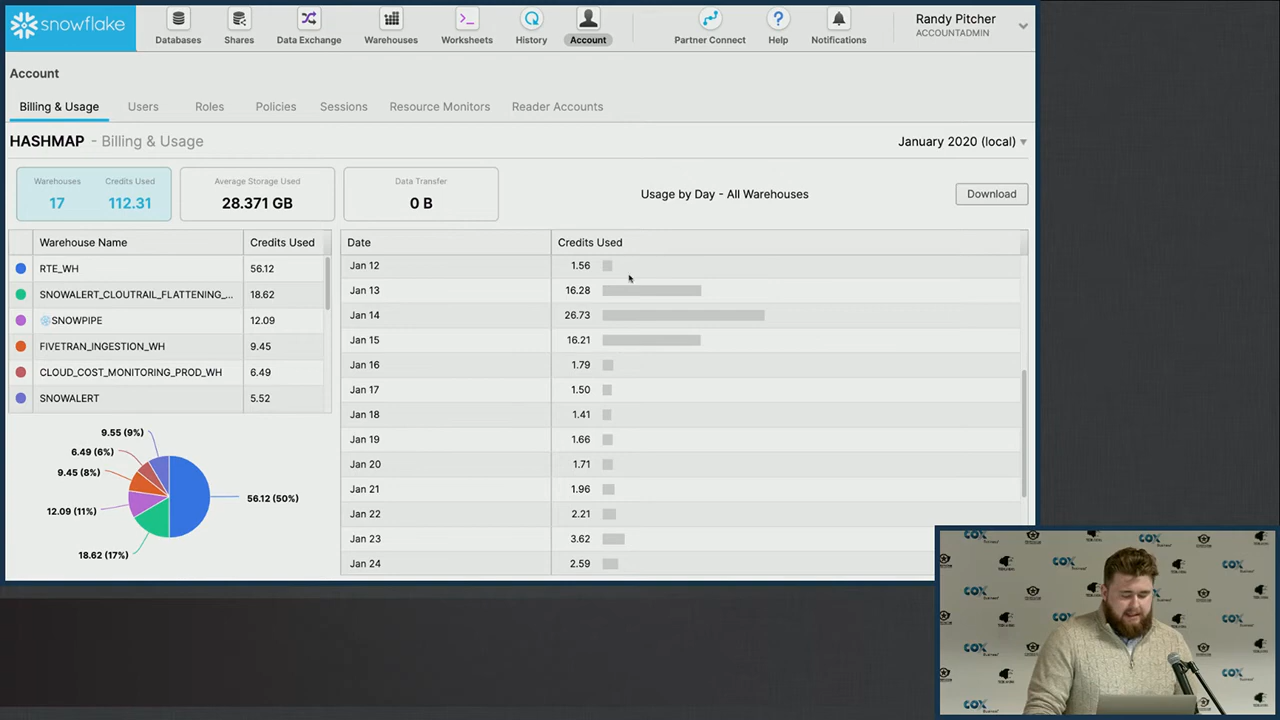 snowflake
Databases
Shares
Data Exchange
Warehouses
Worksheets
History
Account
Partner Connect
Help
Notifications
Randy Pitcher
ACCOUNTADMIN
Account
Billing & Usage
Users
Roles
Policies
Sessions
Resource Monitors
Reader Accounts
HASHMAP - Billing & Usage
January 2020 (local)
Warehouses
17
Credits Used
112.31
Average Storage Used
28.371 GB
Data Transfer
0 B
Usage by Day - All Warehouses
Download
Warehouse Name Credits Used
RTE_WH 56.12
SNOWALERT_CLOUTRAIL_FLATTENING_... 18.62
SNOWPIPE 12.09
FIVETRAN_INGESTION_WH 9.45
CLOUD_COST_MONITORING_PROD_WH 6.49
SNOWALERT 5.52
9.55 (9%)
6.49 (6%)
9.45 (8%)
12.09 (11%)
18.62 (17%)
56.12 (50%)
Date Credits Used
Jan 12 1.56
Jan 13 16.28
Jan 14 26.73
Jan 15 16.21
Jan 16 1.79
Jan 17 1.50
Jan 18 1.41
Jan 19 1.66
Jan 20 1.71
Jan 21 1.96
Jan 22 2.21
Jan 23 3.62
Jan 24 2.59
COX
COX
COX
COX
COX
COX